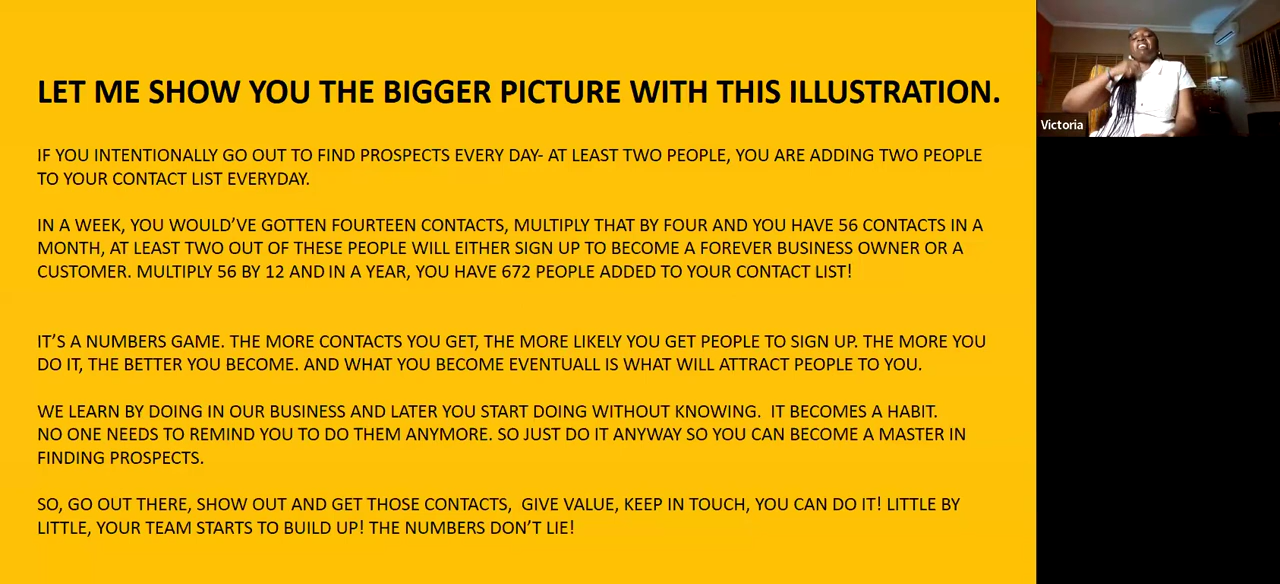 LET ME SHOW YOU THE BIGGER PICTURE WITH THIS ILLUSTRATION.
IF YOU INTENTIONALLY GO OUT TO FIND PROSPECTS EVERY DAY- AT LEAST TWO PEOPLE, YOU ARE ADDING TWO PEOPLE
TO YOUR CONTACT LIST EVERYDAY.
IN A WEEK, YOU WOULD'VE GOTTEN FOURTEEN CONTACTS, MULTIPLY THAT BY FOUR AND YOU HAVE 56 CONTACTS IN A
MONTH, AT LEAST TWO OUT OF THESE PEOPLE WILL EITHER SIGN UP TO BECOME A FOREVER BUSINESS OWNER OR A
CUSTOMER. MULTIPLY 56 BY 12 AND IN A YEAR, YOU HAVE 672 PEOPLE ADDED TO YOUR CONTACT LIST!
IT'S A NUMBERS GAME. THE MORE CONTACTS YOU GET, THE MORE LIKELY YOU GET PEOPLE TO SIGN UP. THE MORE YOU
DO IT, THE BETTER YOU BECOME. AND WHAT YOU BECOME EVENTUALL IS WHAT WILL ATTRACT PEOPLE TO YOU.
WE LEARN BY DOING IN OUR BUSINESS AND LATER YOU START DOING WITHOUT KNOWING.  IT BECOMES A HABIT.
NO ONE NEEDS TO REMIND YOU TO DO THEM ANYMORE. SO JUST DO IT ANYWAY SO YOU CAN BECOME A MASTER IN
FINDING PROSPECTS.
SO, GO OUT THERE, SHOW OUT AND GET THOSE CONTACTS,  GIVE VALUE, KEEP IN TOUCH, YOU CAN DO IT! LITTLE BY
LITTLE, YOUR TEAM STARTS TO BUILD UP! THE NUMBERS DON'T LIE!
Victoria